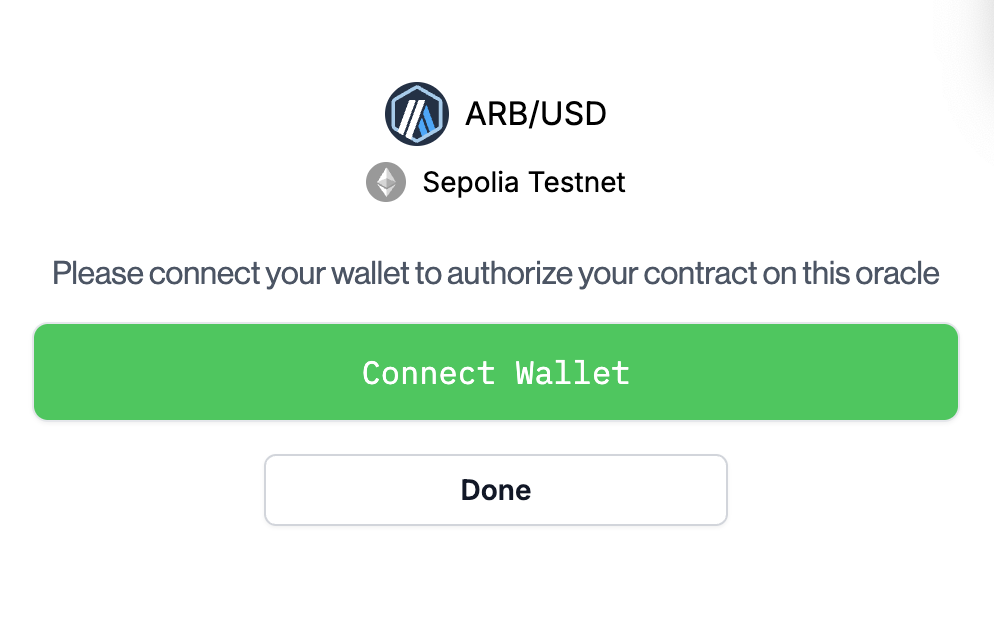 ARB/USD
Sepolia Testnet
Please connect your wallet to authorize your contract on this oracle
Connect Wallet
Done